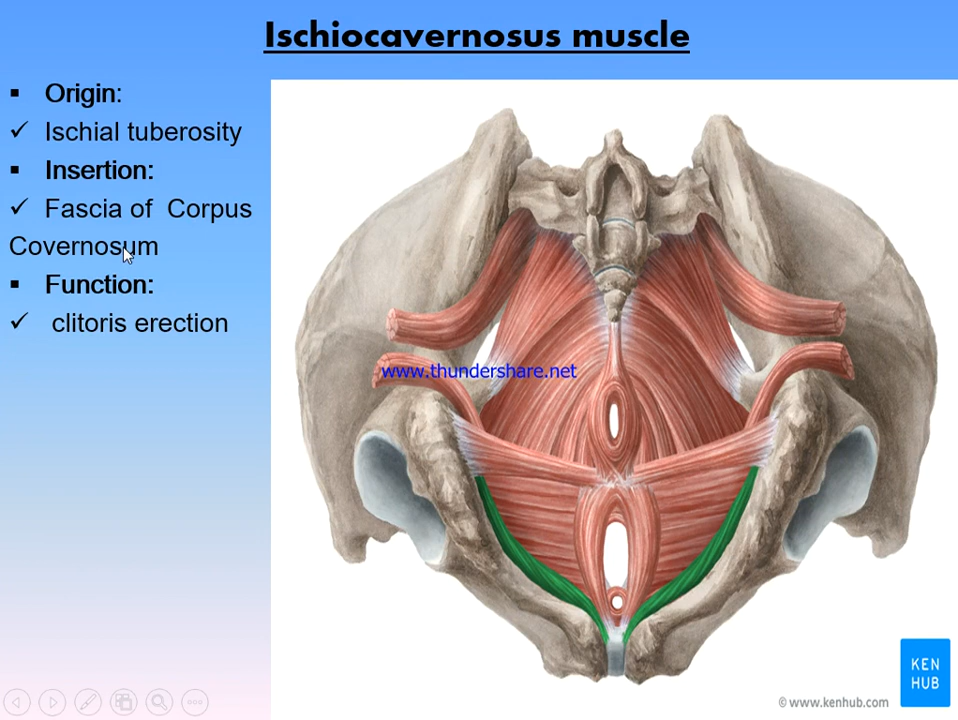 Ischiocavernosus muscle
▪ Origin:
✓ Ischial tuberosity
▪ Insertion:
✓ Fascia of Corpus
Covernosum
▪ Function:
✓ clitoris erection
www.thundershare.net
KEN
HUB
© www.kenhub.com